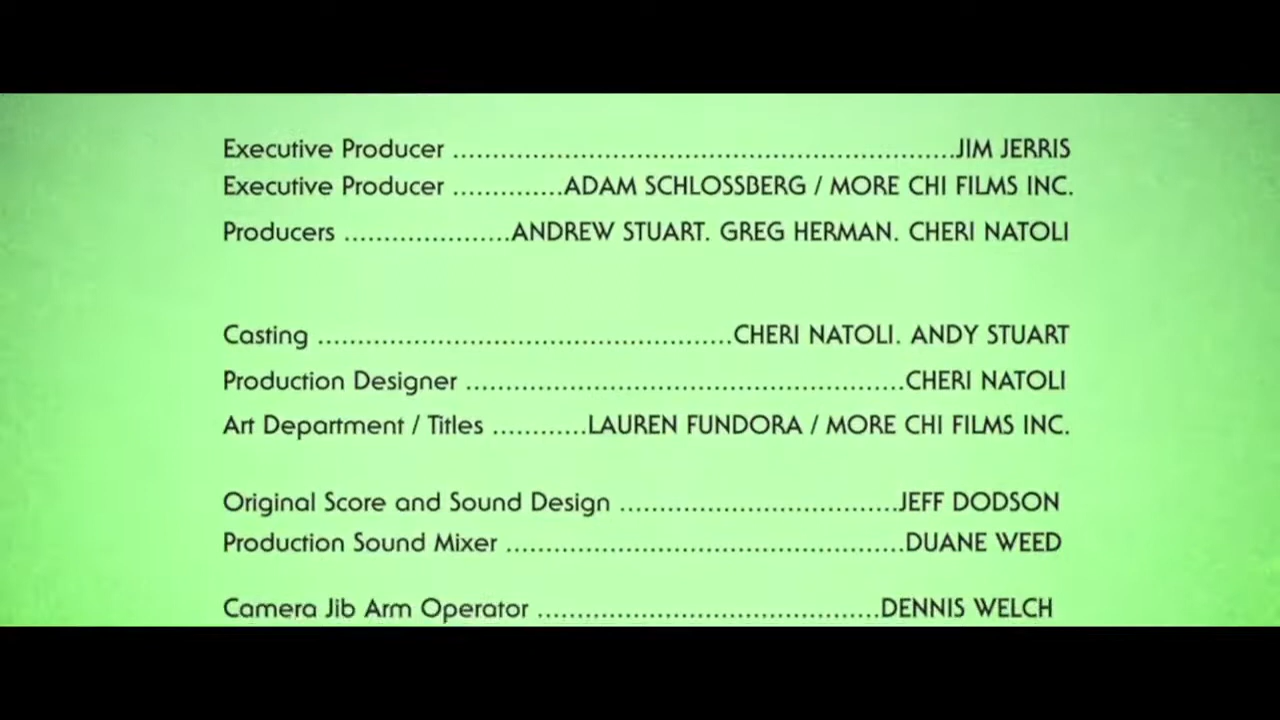 Executive Producer ...............................................................JIM JERRIS
Executive Producer ..............ADAM SCHLOSSBERG / MORE CHI FILMS INC.
Producers .....................ANDREW STUART. GREG HERMAN. CHERI NATOLI
Casting ....................................................CHERI NATOLI. ANDY STUART
Production Designer .......................................................CHERI NATOLI
Art Department / Titles ............LAUREN FUNDORA / MORE CHI FILMS INC.
Original Score and Sound Design ...................................JEFF DODSON
Production Sound Mixer ..................................................DUANE WEED
Camera Jib Arm Operator ...........................................DENNIS WELCH